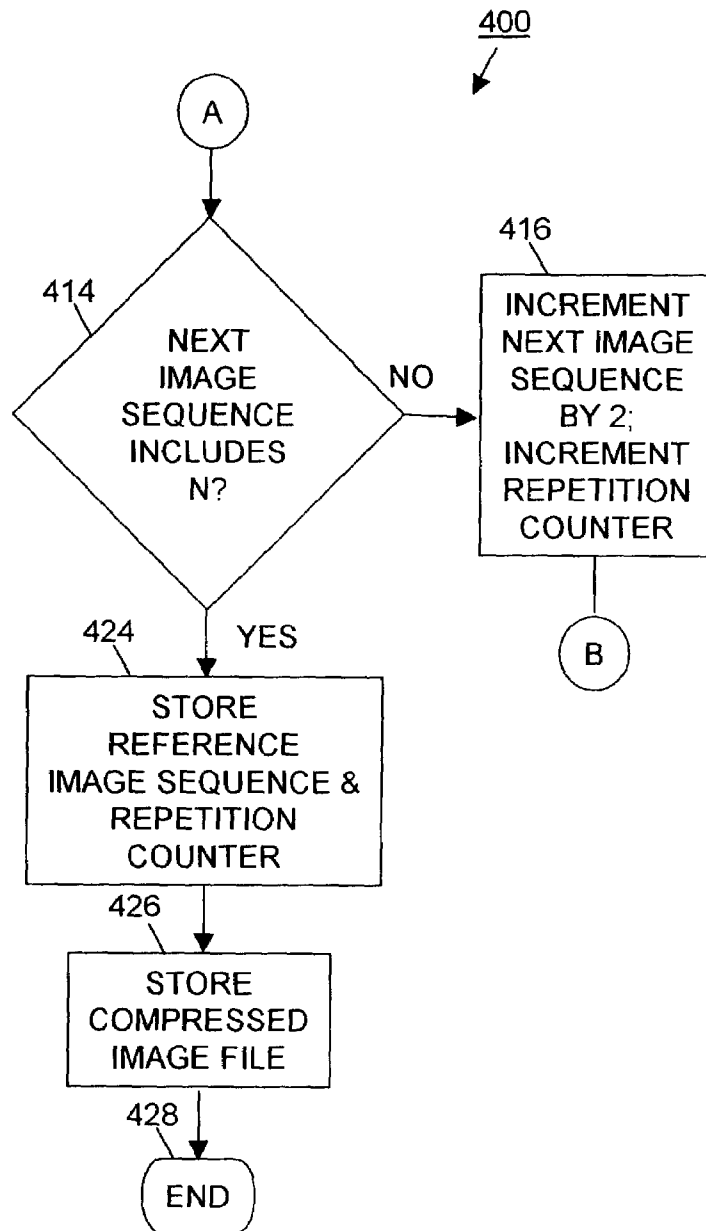 400
A
414
NEXT
IMAGE
SEQUENCE
INCLUDES
N?
NO
416
INCREMENT
NEXT IMAGE
SEQUENCE
BY 2;
INCREMENT
REPETITION
COUNTER
B
YES
424
STORE
REFERENCE
IMAGE SEQUENCE &
REPETITION
COUNTER
426
STORE
COMPRESSED
IMAGE FILE
428
END